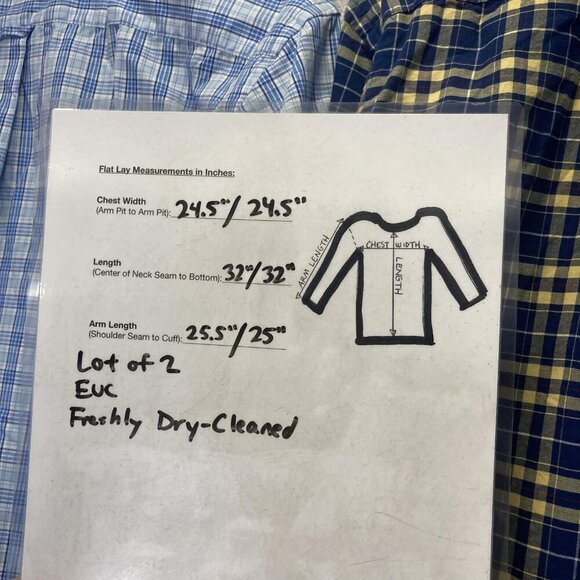 Flat Lay Measurements in Inches:
Chest Width
(Arm Pit to Arm Pit): 24.5"/24.5"
Length
(Center of Neck Seam to Bottom): 32"/32"
Arm Length
(Shoulder Seam to Cuff): 25.5"/25"
Lot of 2
EUC
Freshly Dry-Cleaned
ARM LENGTH
CHEST WIDTH
LENGTH